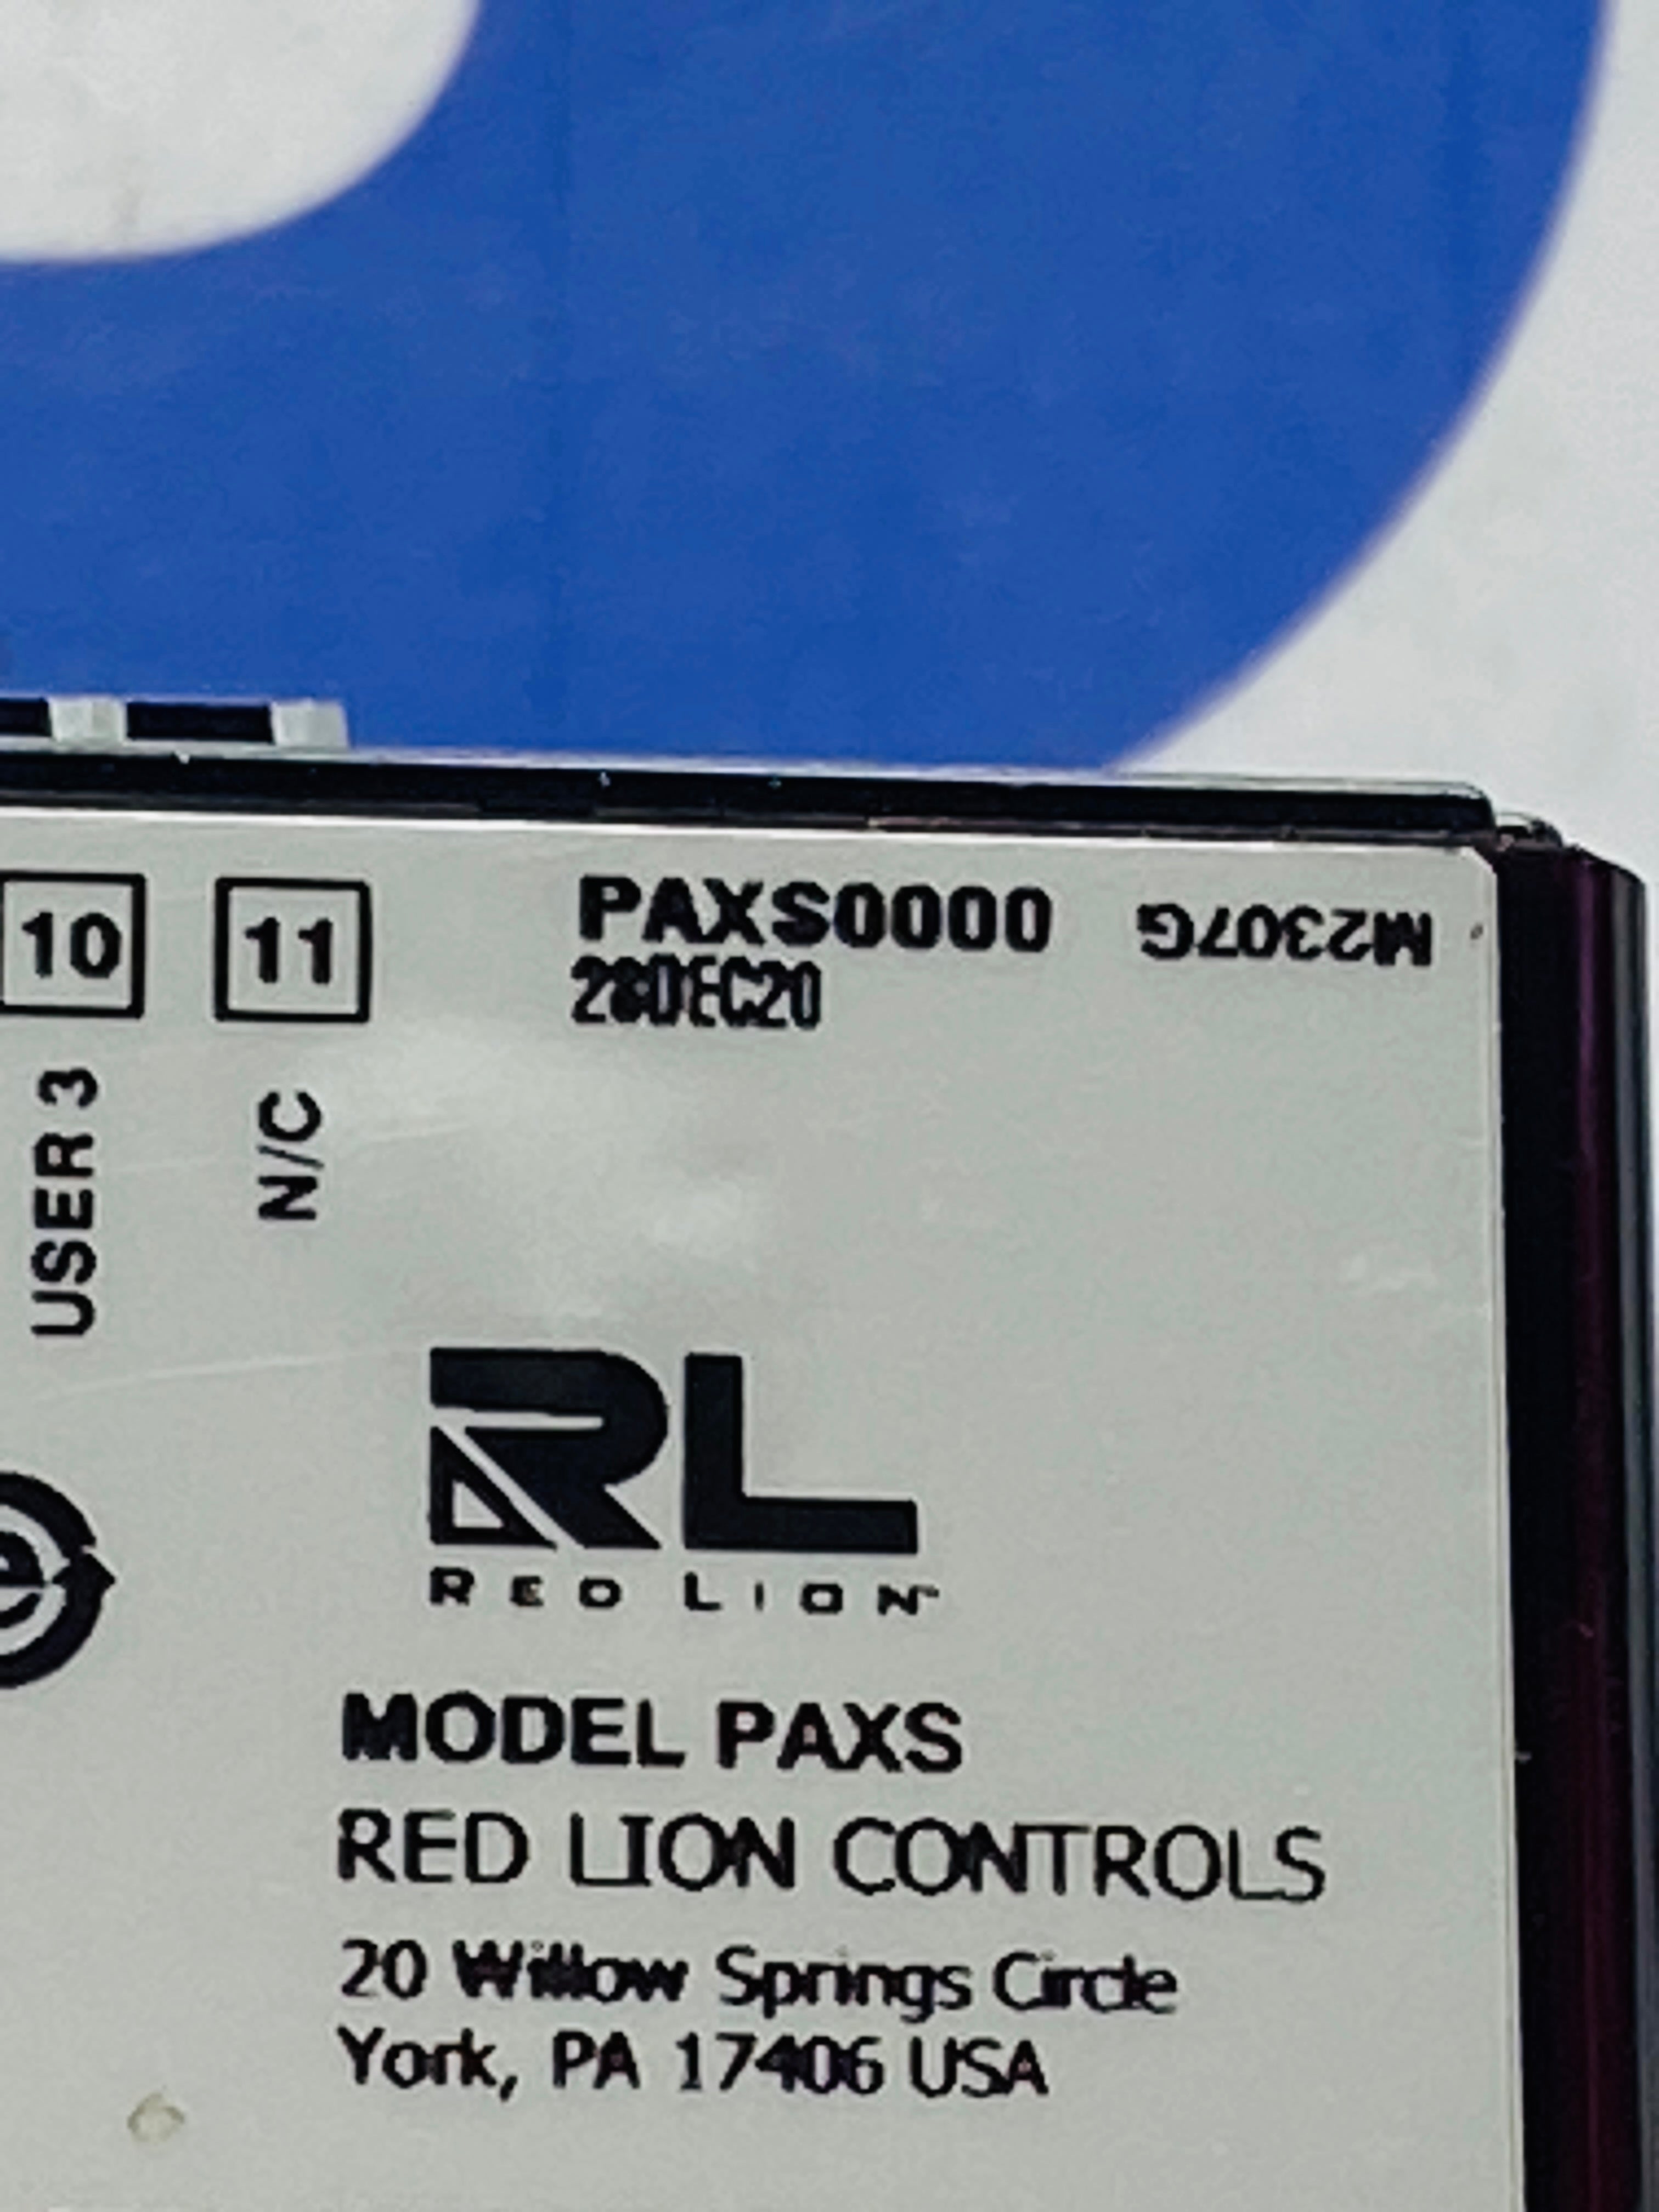 10
11
PAXS0000
M2307G
28DEC20
USER 3
N/C
RL
RED LION™
MODEL PAXS
RED LION CONTROLS
20 Willow Springs Circle
York, PA 17406 USA